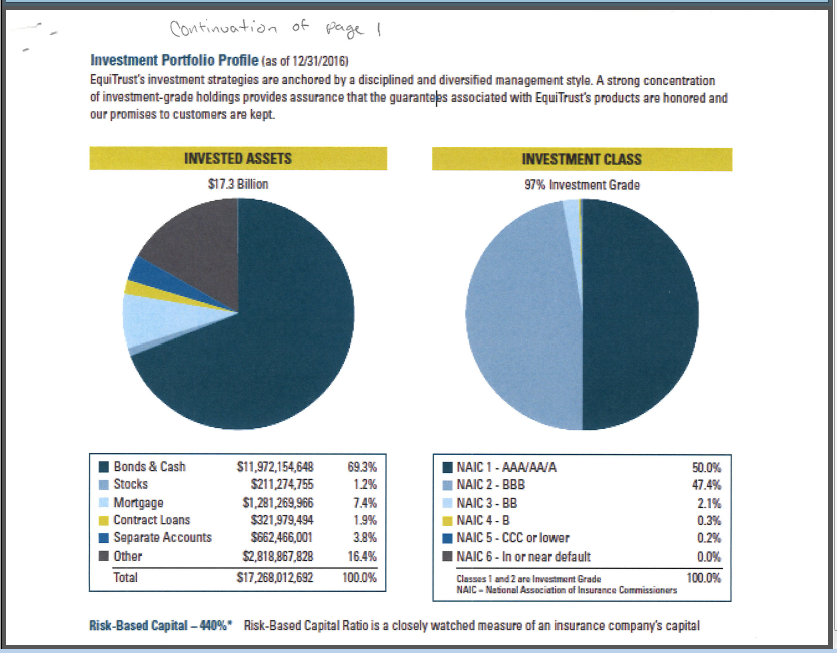 Continuation of page 1
Investment Portfolio Profile (as of 12/31/2016)
EquiTrust's investment strategies are anchored by a disciplined and diversified management style. A strong concentration
of investment-grade holdings provides assurance that the guarantees associated with EquiTrust's products are honored and
our promises to customers are kept.
INVESTED ASSETS
$17.3 Billion
INVESTMENT CLASS
97% Investment Grade
Bonds & Cash $11,972,154,648 69.3%
Stocks $211,274,755 1.2%
Mortgage $1,281,269,966 7.4%
Contract Loans $321,979,494 1.9%
Separate Accounts $662,466,001 3.8%
Other $2,818,867,828 16.4%
Total $17,268,012,692 100.0%
NAIC 1 - AAA/AA/A 50.0%
NAIC 2 - BBB 47.4%
NAIC 3 - BB 2.1%
NAIC 4 - B 0.3%
NAIC 5 - CCC or lower 0.2%
NAIC 6 - In or near default 0.0%
Classes 1 and 2 are Investment Grade 100.0%
NAIC – National Association of Insurance Commissioners
Risk-Based Capital – 440%* Risk-Based Capital Ratio is a closely watched measure of an insurance company's capital